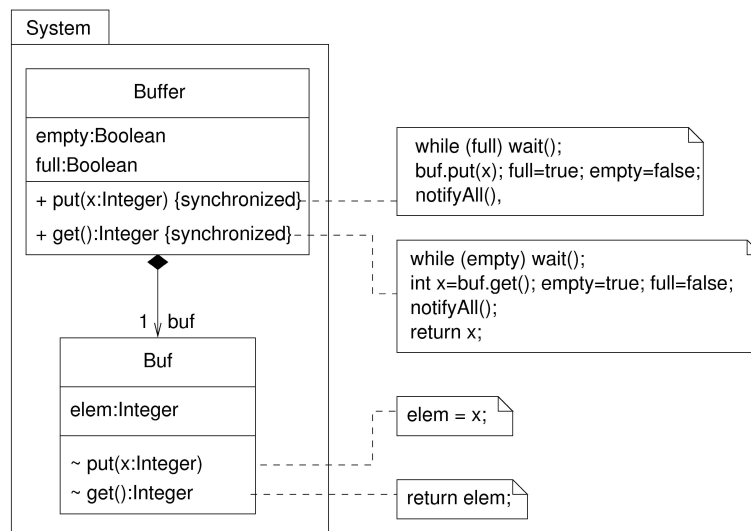 System
Buffer
empty:Boolean
full:Boolean
+ put(x:Integer) {synchronized}
+ get():Integer {synchronized}
while (full) wait();
buf.put(x); full=true; empty=false;
notifyAll(),
while (empty) wait();
int x=buf.get(); empty=true; full=false;
notifyAll();
return x;
1 buf
Buf
elem:Integer
~ put(x:Integer)
~ get():Integer
elem = x;
return elem;